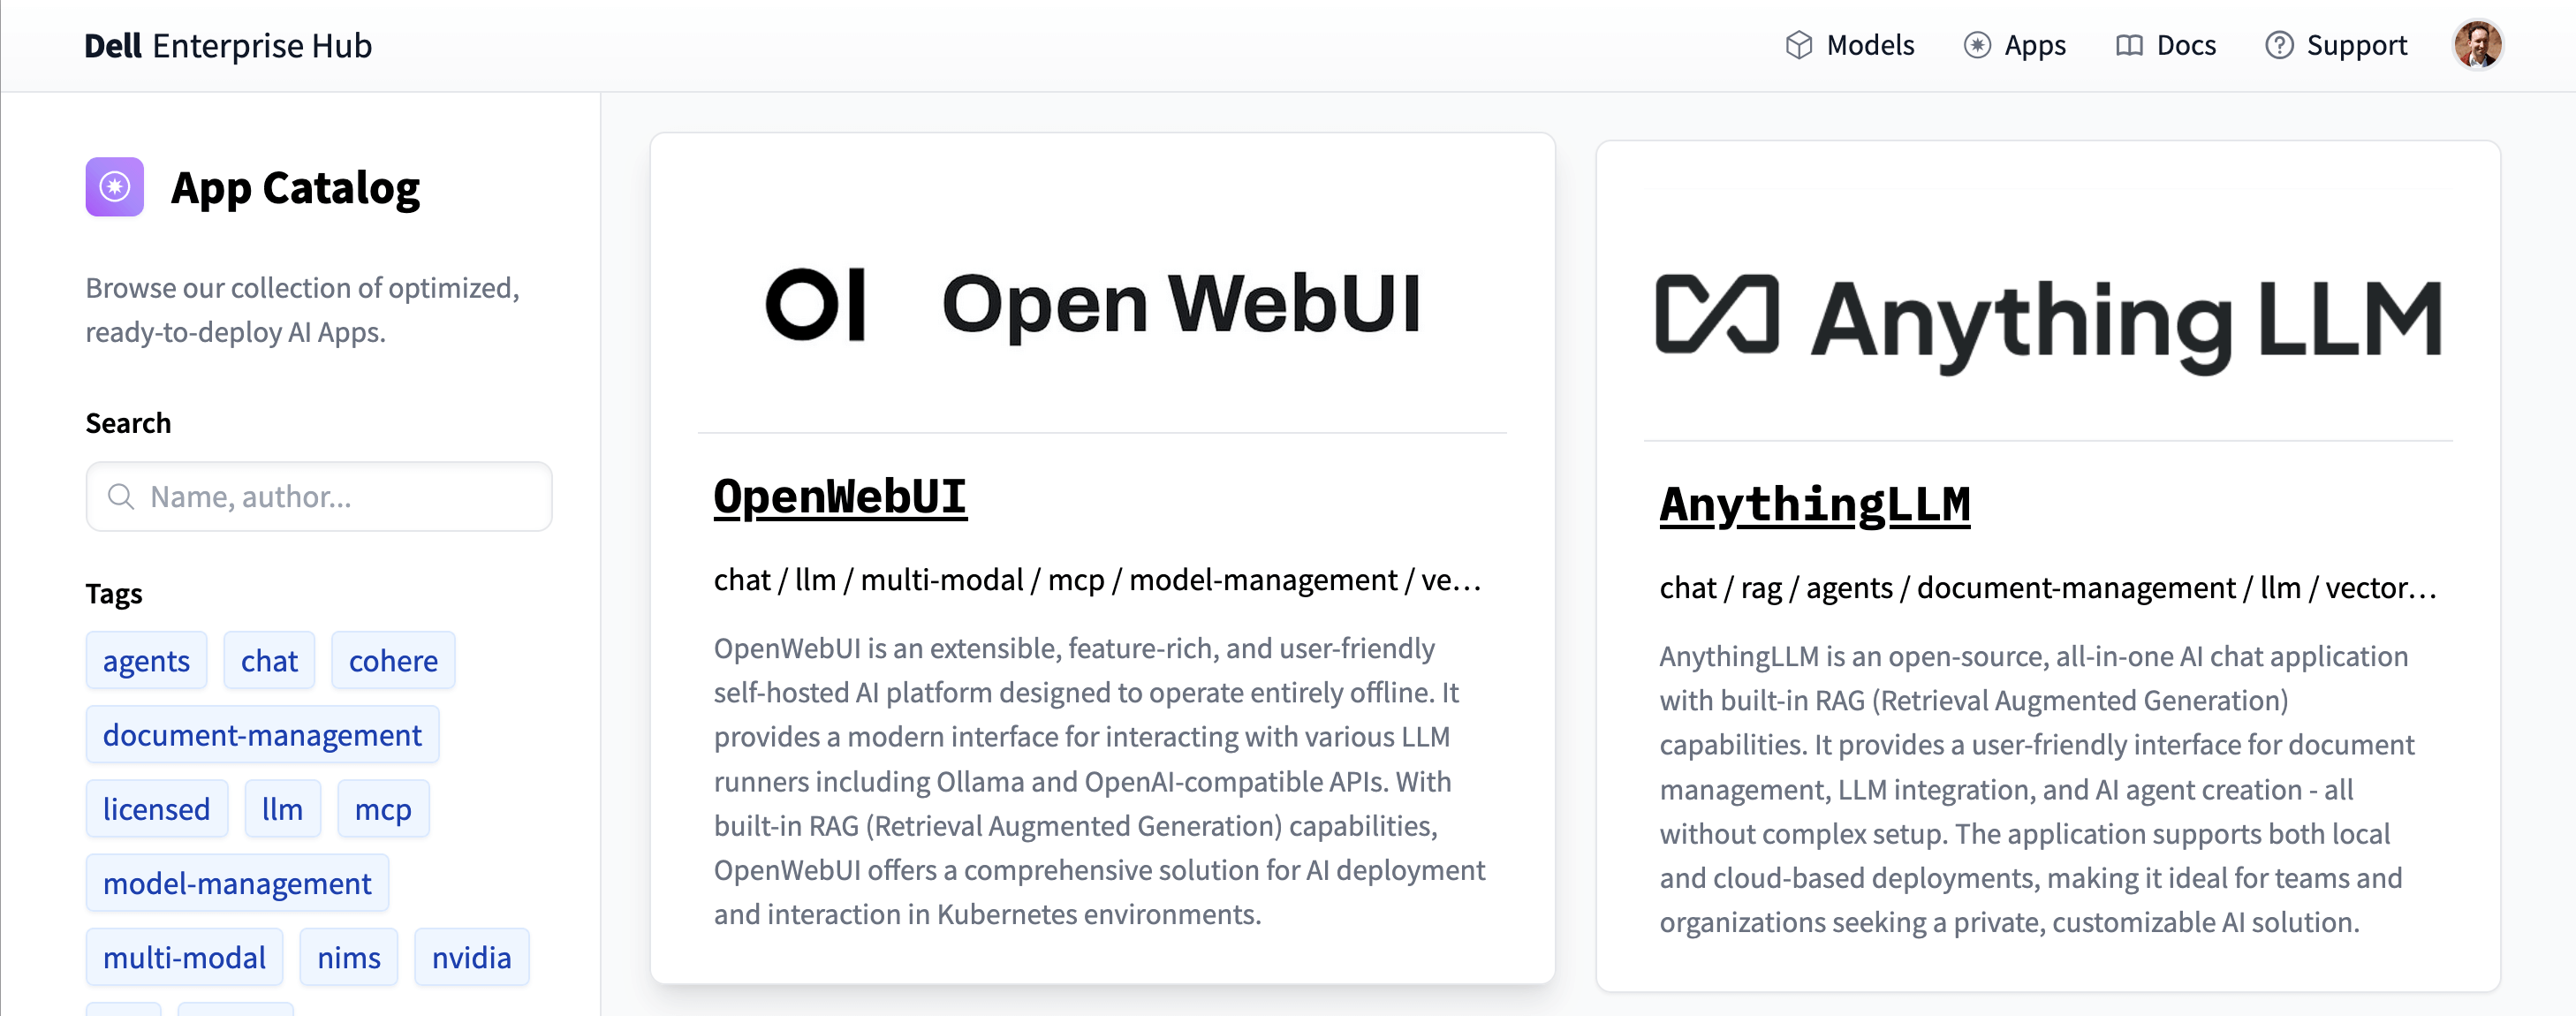 Dell Enterprise Hub
Models
Apps
Docs
Support
App Catalog
Browse our collection of optimized,
ready-to-deploy AI Apps.
Search
Name, author...
Tags
agents
chat
cohere
document-management
licensed
llm
mcp
model-management
multi-modal
nims
nvidia
OI Open WebUI
OpenWebUI
chat / llm / multi-modal / mcp / model-management / ve...
OpenWebUI is an extensible, feature-rich, and user-friendly
self-hosted AI platform designed to operate entirely offline. It
provides a modern interface for interacting with various LLM
runners including Ollama and OpenAI-compatible APIs. With
built-in RAG (Retrieval Augmented Generation) capabilities,
OpenWebUI offers a comprehensive solution for AI deployment
and interaction in Kubernetes environments.
Anything LLM
AnythingLLM
chat / rag / agents / document-management / llm / vector...
AnythingLLM is an open-source, all-in-one AI chat application
with built-in RAG (Retrieval Augmented Generation)
capabilities. It provides a user-friendly interface for document
management, LLM integration, and AI agent creation - all
without complex setup. The application supports both local
and cloud-based deployments, making it ideal for teams and
organizations seeking a private, customizable AI solution.